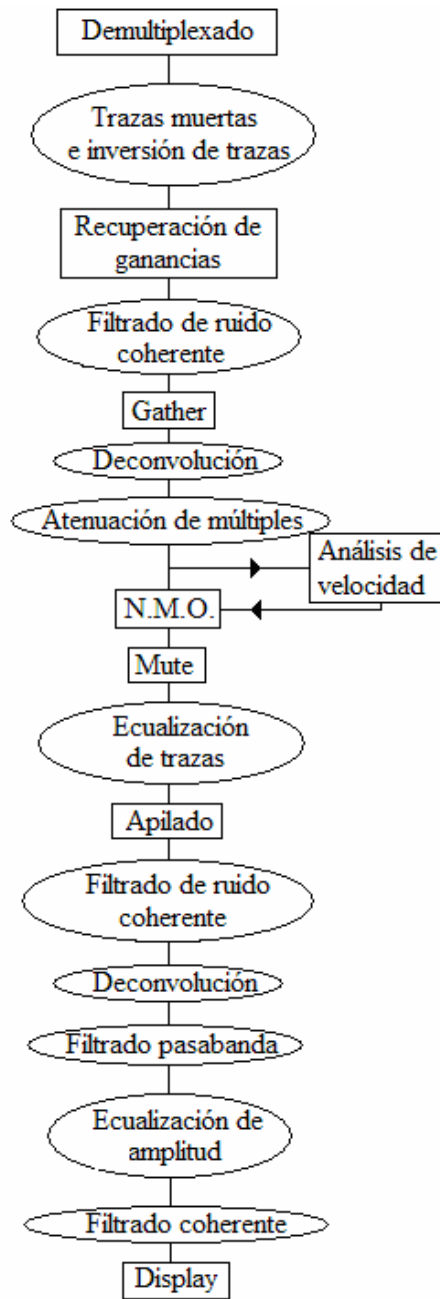 Demultiplexado
Trazas muertas
e inversión de trazas
Recuperación de
ganancias
Filtrado de ruido
coherente
Gather
Deconvolución
Atenuación de múltiples
Análisis de
velocidad
N.M.O.
Mute
Ecualización
de trazas
Apilado
Filtrado de ruido
coherente
Deconvolución
Filtrado pasabanda
Ecualización de
amplitud
Filtrado coherente
Display